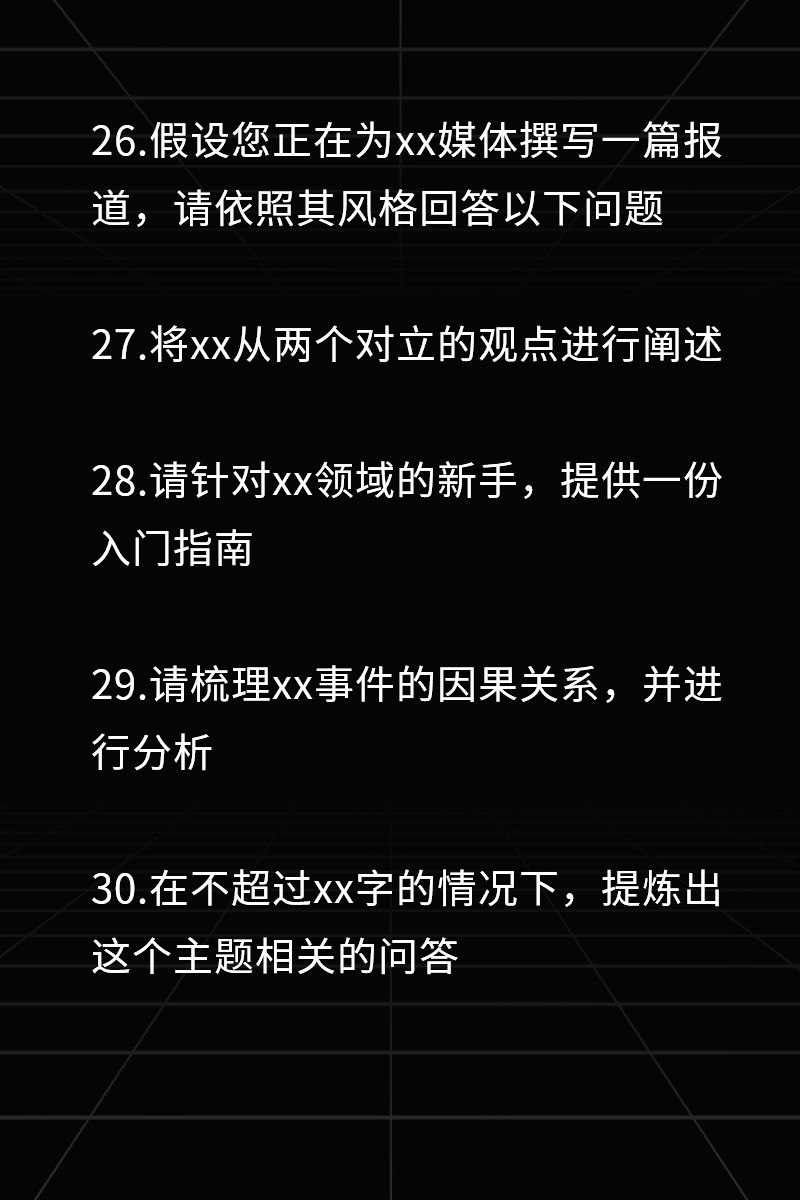 26.假设您正在为xx媒体撰写一篇报
道，请依照其风格回答以下问题
27.将xx从两个对立的观点进行阐述
28.请针对xx领域的新手，提供一份
入门指南
29.请梳理xx事件的因果关系，并进
行分析
30.在不超过xx字的情况下，提炼出
这个主题相关的问答